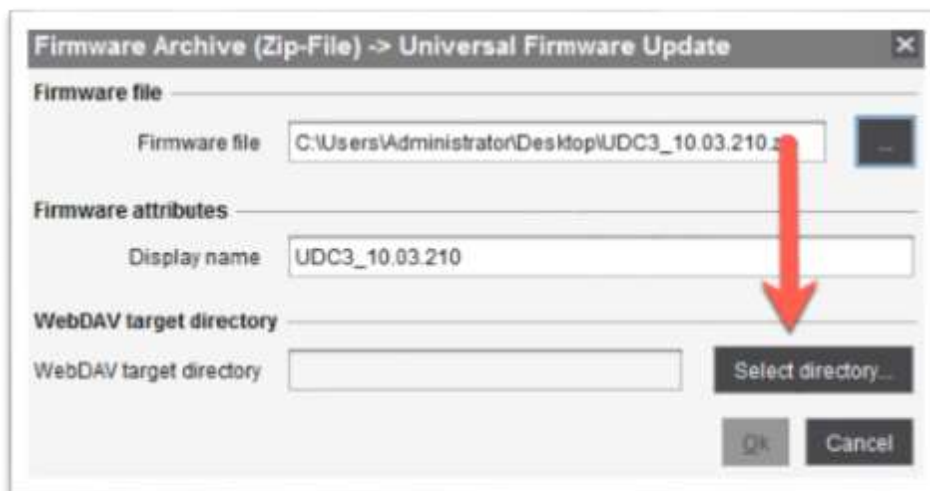 Firmware Archive (Zip-File) -> Universal Firmware Update
Firmware file
Firmware file C:\Users\Administrator\Desktop\UDC3_10.03.210.z ...
Firmware attributes
Display name UDC3_10.03.210
WebDAV target directory
WebDAV target directory Select directory...
Ok Cancel